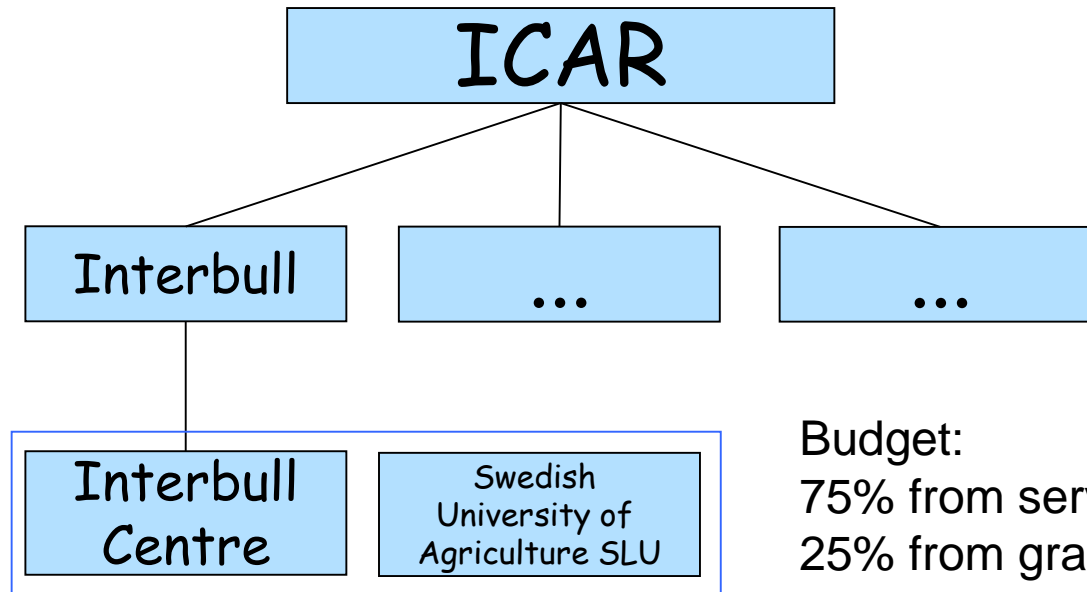 ICAR
Interbull
...
...
Interbull
Centre
Swedish
University of
Agriculture SLU
Budget:
75% from
25% from